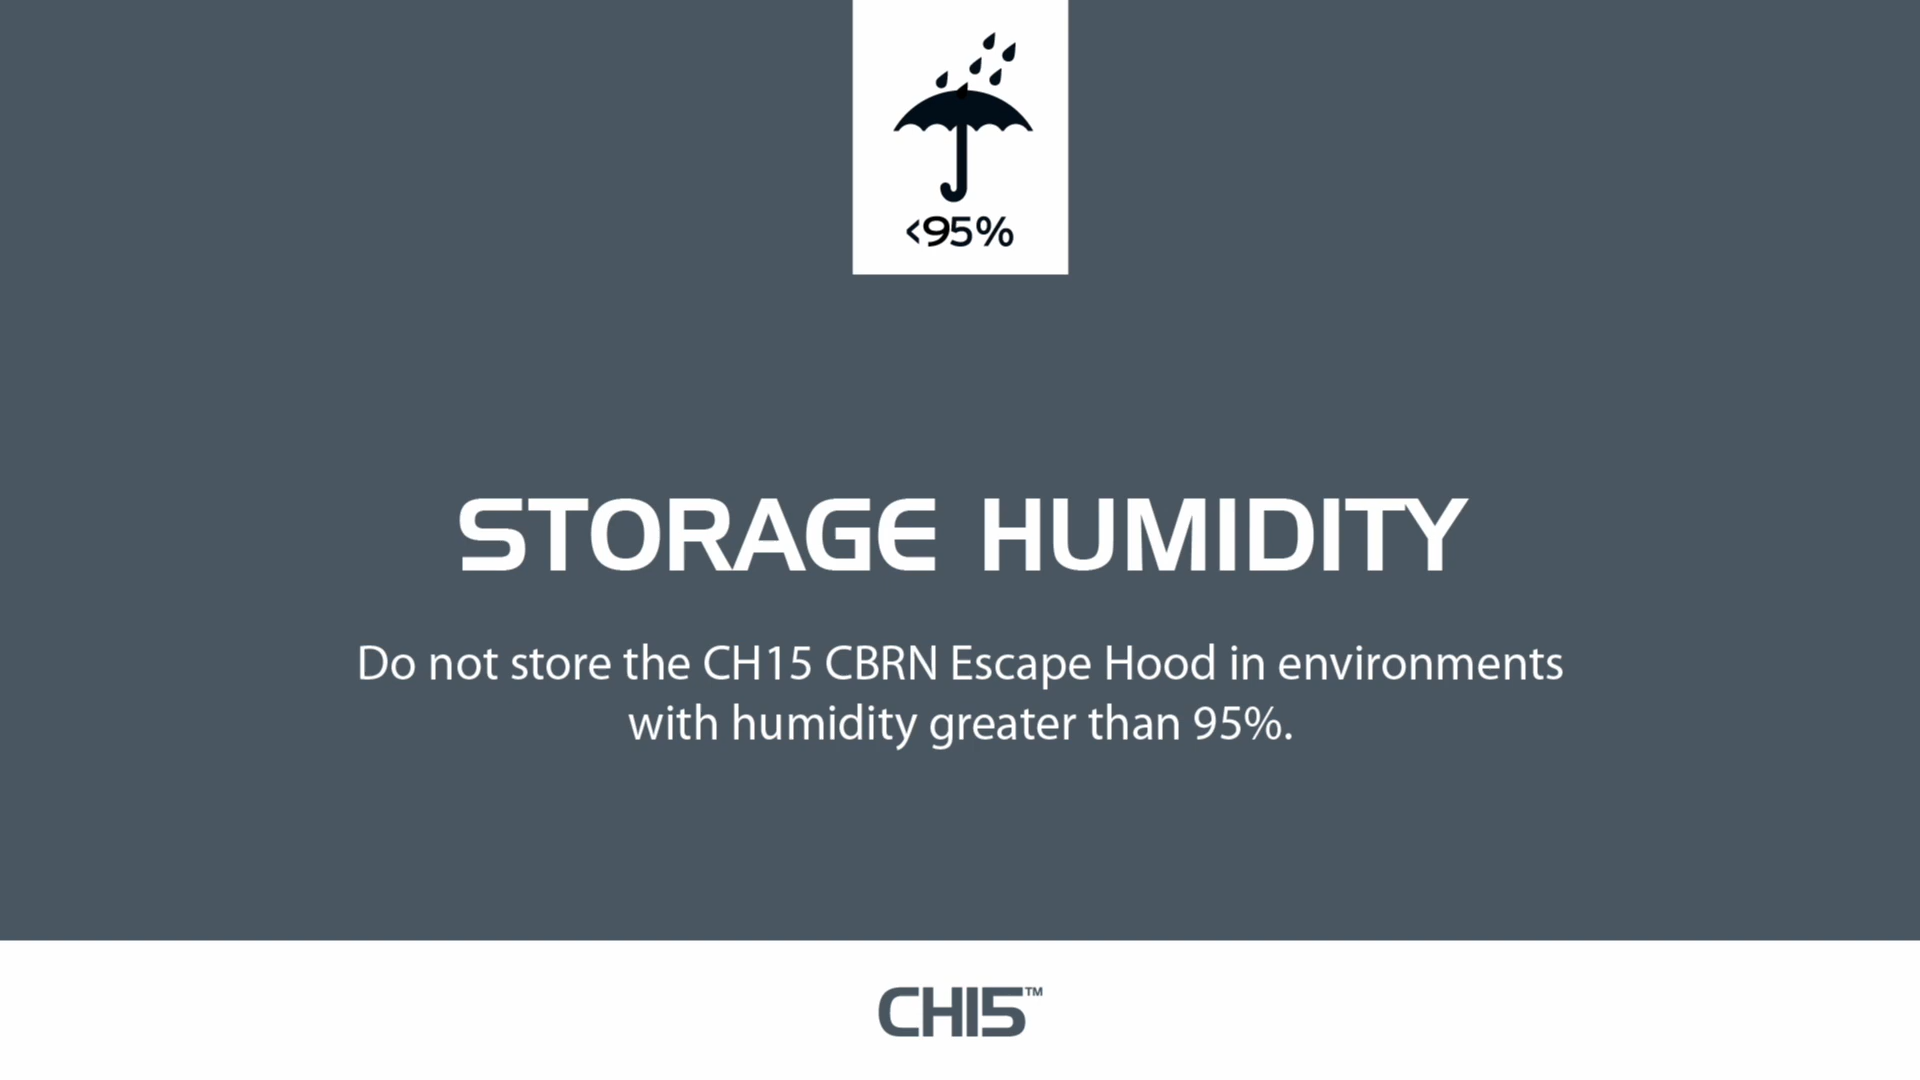 <95%
STORAGE HUMIDITY
Do not store the CH15 CBRN Escape Hood in environments
with humidity greater than 95%.
CH15™